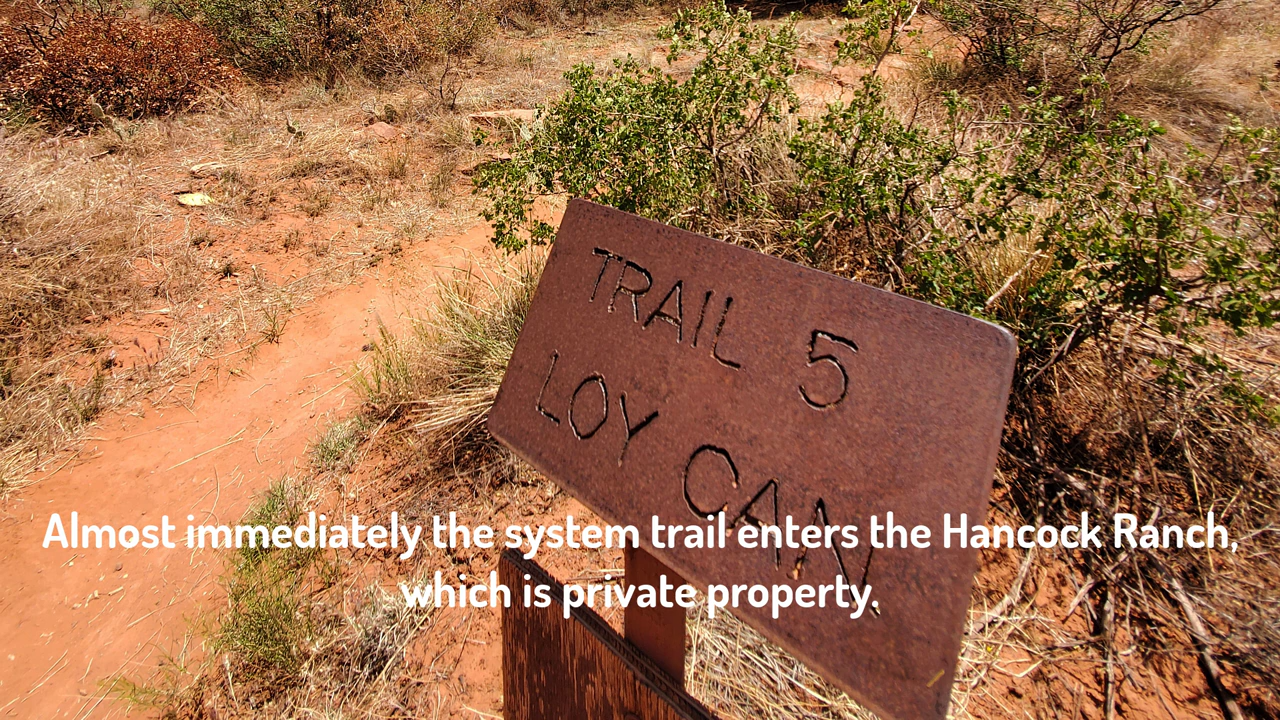 TRAIL 5
LOY CAN
Almost immediately the system trail enters the Hancock Ranch,
which is private property.